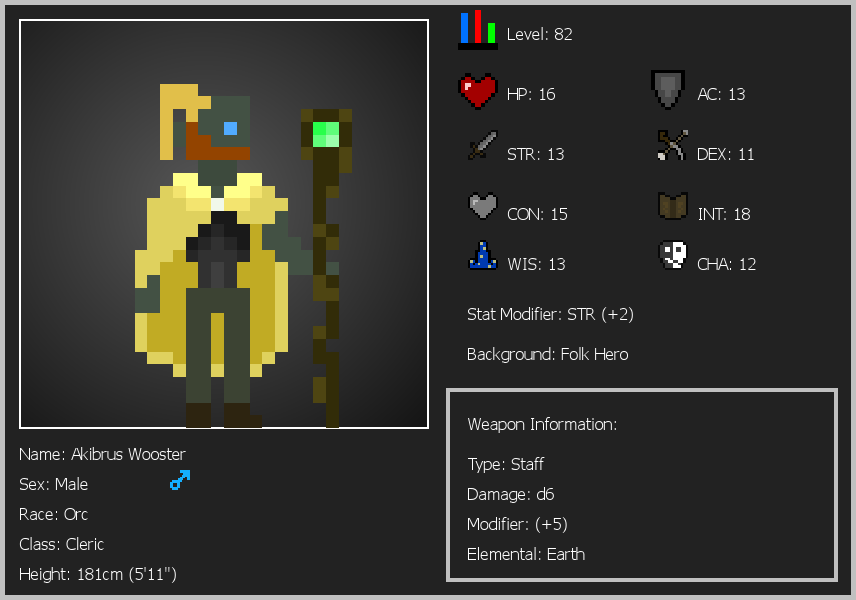 Level: 82
HP: 16
AC: 13
STR: 13
DEX: 11
CON: 15
INT: 18
WIS: 13
CHA: 12
Stat Modifier: STR (+2)
Background: Folk Hero
Weapon Information:
Type: Staff
Damage: d6
Modifier: (+5)
Elemental: Earth
Name: Akibrus Wooster
Sex: Male
Race: Orc
Class: Cleric
Height: 181cm (5'11")